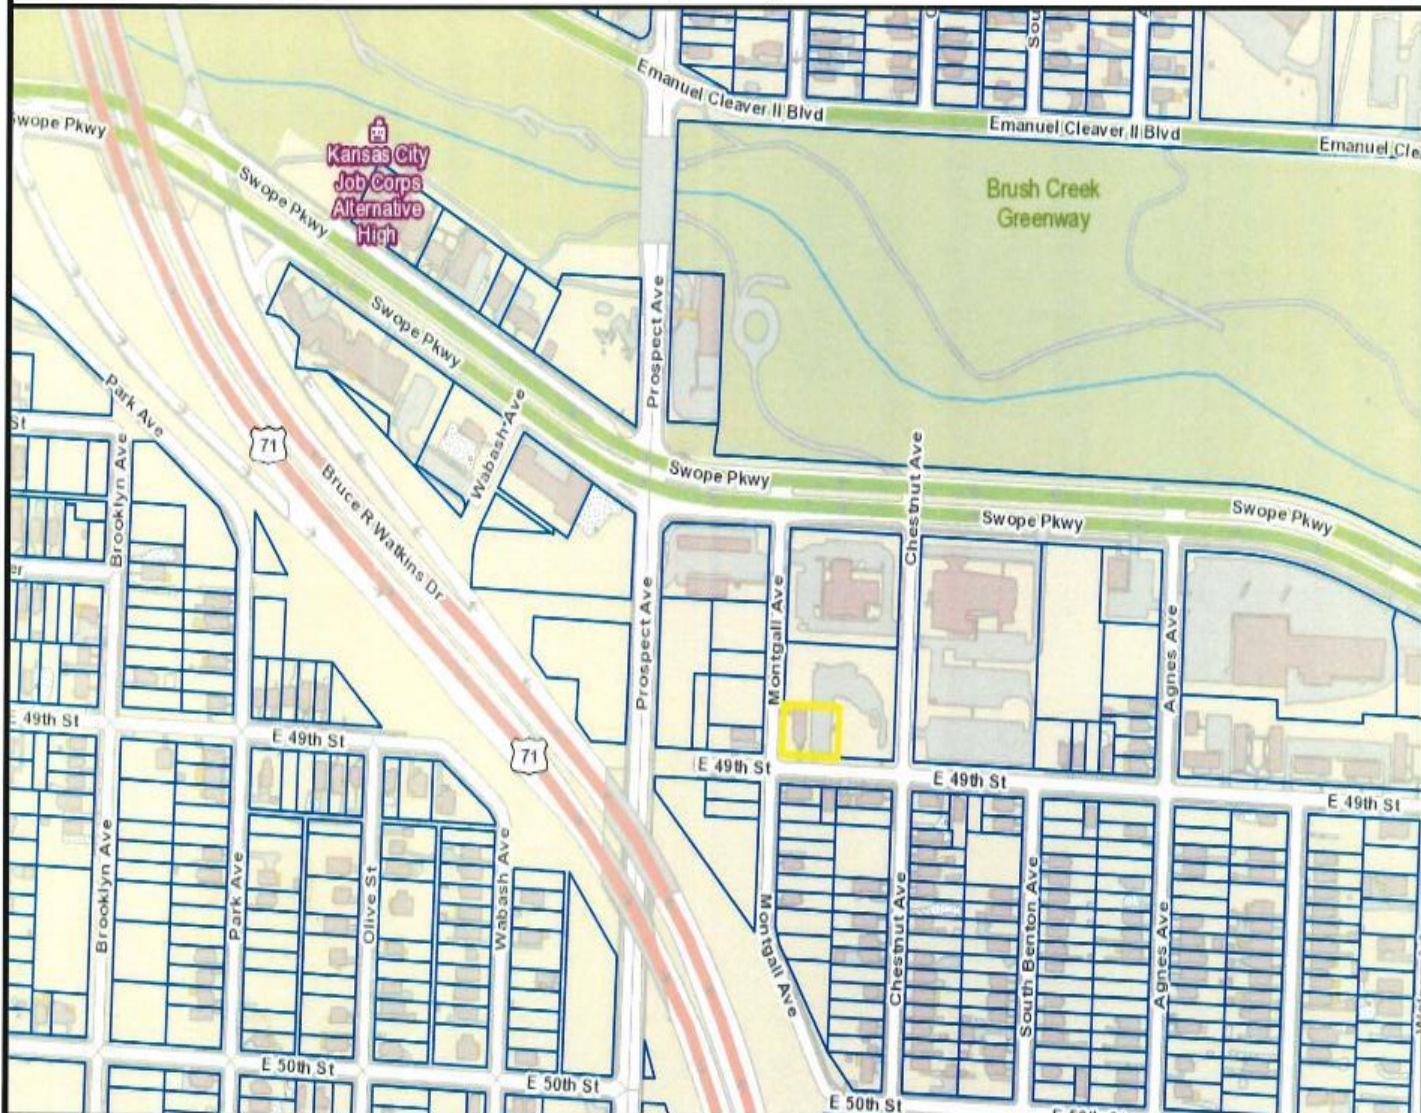 Emanuel Cleaver II Blvd
Emanuel Cleaver II Blvd
Swope Pkwy
Kansas City
Job Corps
Alternative
High
Swope Pkwy
Brush Creek
Greenway
Swope Pkwy
Prospect Ave
Park Ave
Wabash Ave
71
Brooklyn Ave
Bruce R Watkins Dr
Swope Pkwy
Chestnut Ave
Swope Pkwy
Swope Pkwy
Prospect Ave
Montgall Ave
Agnes Ave
E 49th St
E 49th St
71
E 49th St
E 49th St
E 49th St
Brooklyn Ave
Park Ave
Olive St
Wabash Ave
Montgall Ave
Chestnut Ave
South Benton Ave
Agnes Ave
E 50th St
E 50th St
E 50th St